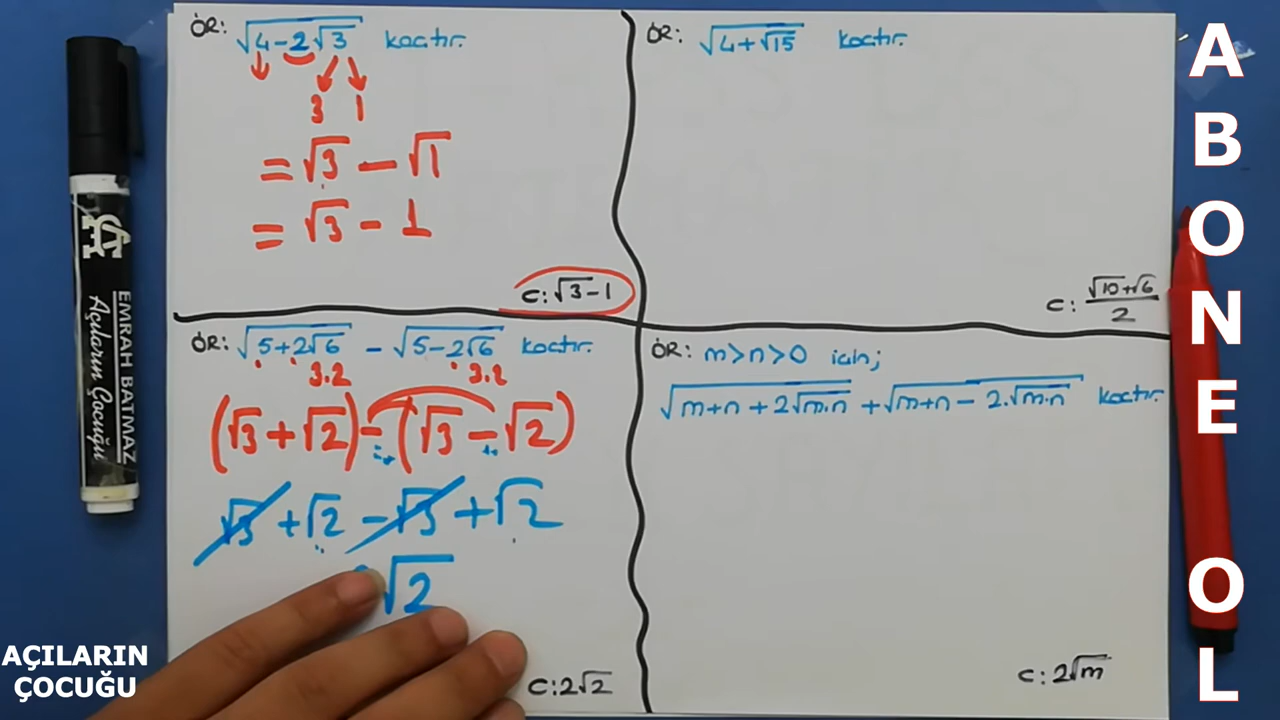 ÖR: √4-2√3 kaçtır.
3 1
= √3 - √1
= √3 - 1
C: √3-1
ÖR: √4+√15 kaçtır.
C: √10+√6 / 2
ÖR: √5+2√6 - √5-2√6 kaçtır.
3.2 3.2
(√3+√2) - (√3-√2)
√3 + √2 - √3 + √2
√2
C: 2√2
ÖR: m>n>0 için;
√m+n+2√m.n + √m+n-2.√m.n kaçtır.
C: 2√m
EMRAH BATMAZ
Açıların Çocuğu
AÇILARIN
ÇOCUĞU
ABONE OL